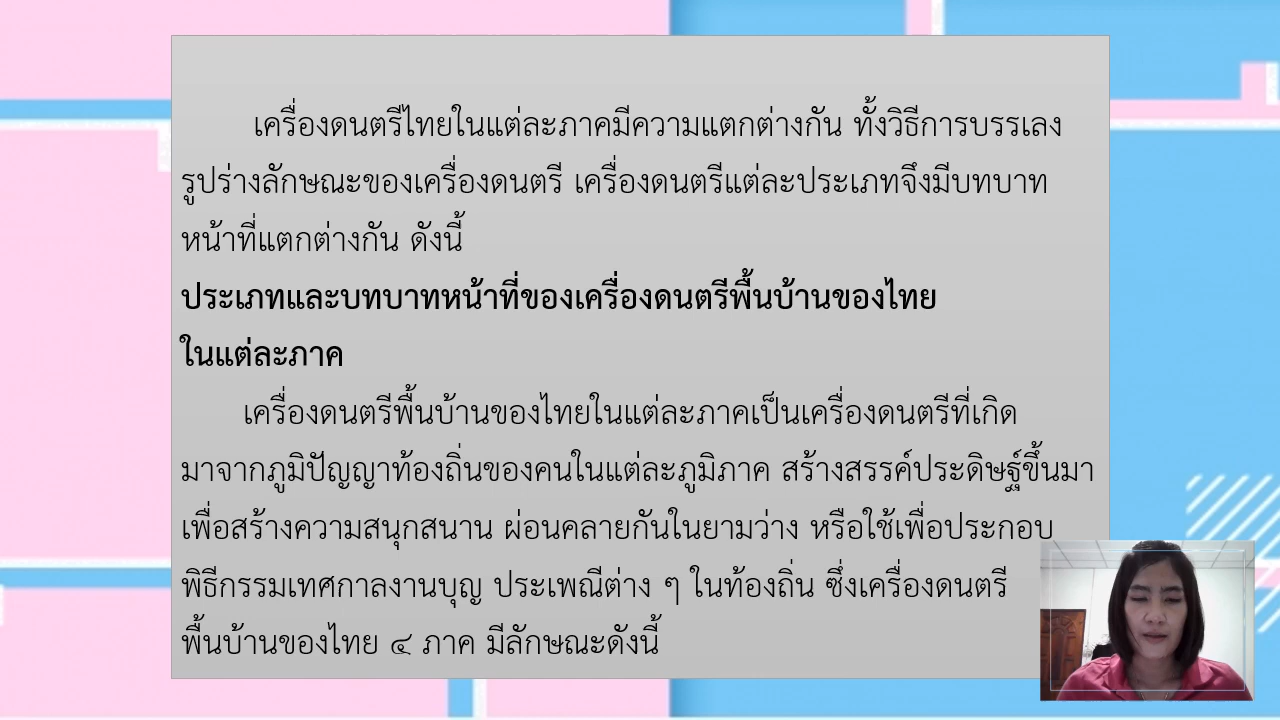 เครื่องดนตรีไทยในแต่ละภาคมีความแตกต่างกัน ทั้งวิธีการบรรเลง
รูปร่างลักษณะของเครื่องดนตรี เครื่องดนตรีแต่ละประเภทจึงมีบทบาท
หน้าที่แตกต่างกัน ดังนี้
ประเภทและบทบาทหน้าที่ของเครื่องดนตรีพื้นบ้านของไทย
ในแต่ละภาค
เครื่องดนตรีพื้นบ้านของไทยในแต่ละภาคเป็นเครื่องดนตรีที่เกิด
มาจากภูมิปัญญาท้องถิ่นของคนในแต่ละภูมิภาค สร้างสรรค์ประดิษฐ์ขึ้นมา
เพื่อสร้างความสนุกสนาน ผ่อนคลายกันในยามว่าง หรือใช้เพื่อประกอบ
พิธีกรรมเทศกาลงานบุญ ประเพณีต่าง ๆ ในท้องถิ่น ซึ่งเครื่องดนตรี
พื้นบ้านของไทย ๔ ภาค มีลักษณะดังนี้